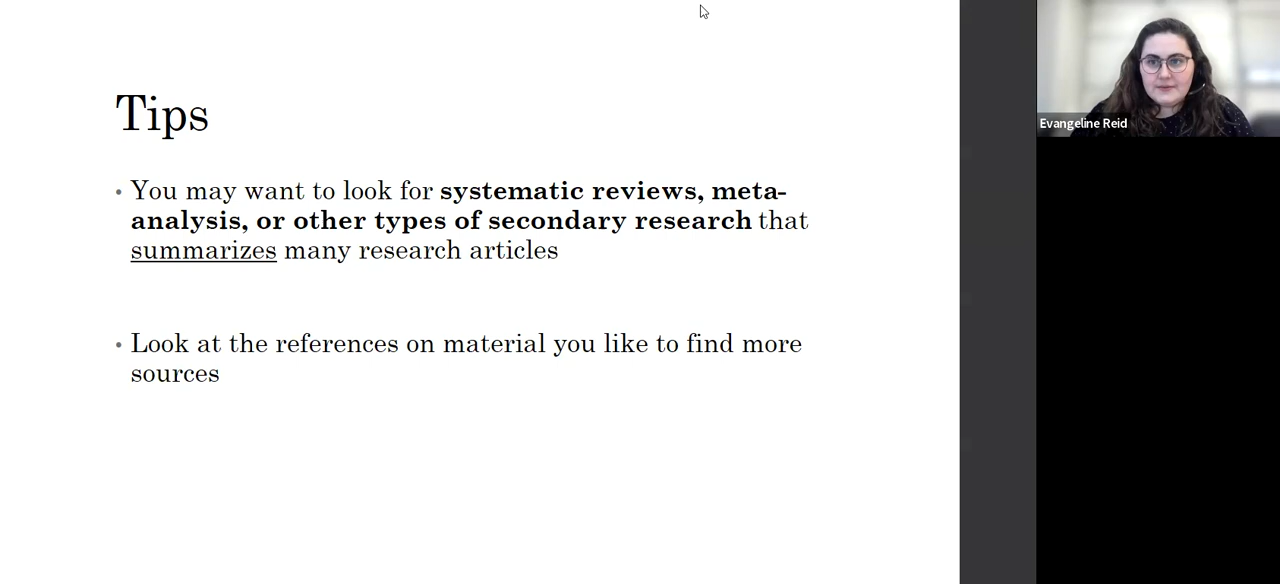 Tips
• You may want to look for systematic reviews, meta-
analysis, or other types of secondary research that
summarizes many research articles
• Look at the references on material you like to find more
sources
Evangeline Reid